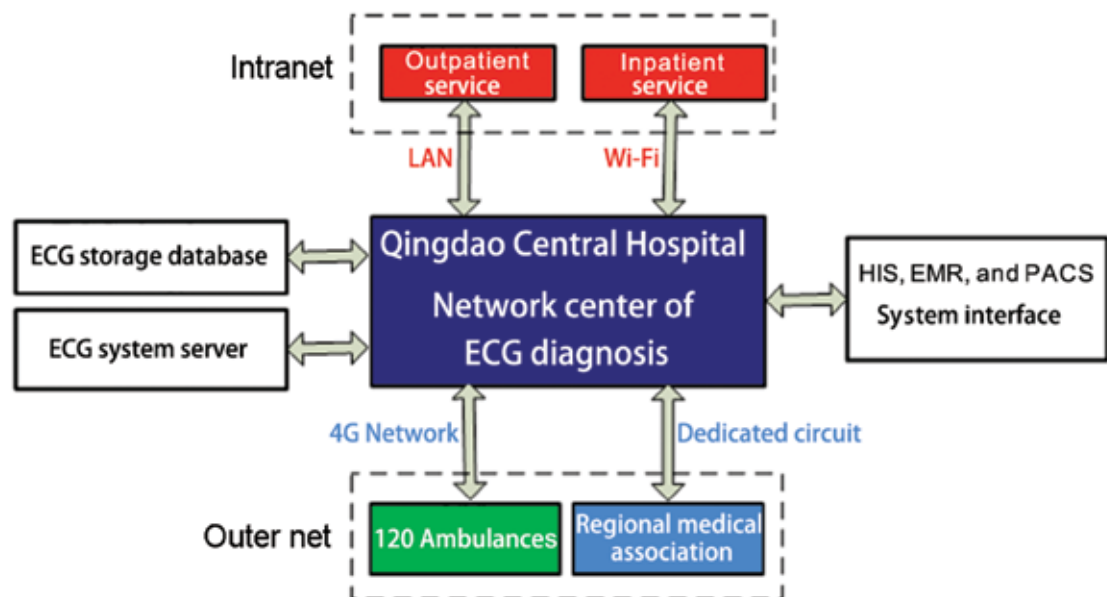 Intranet
Outpatient
service
Inpatient
service
LAN
Wi-Fi
ECG storage database
ECG system server
Qingdao Central Hospital
Network center of
ECG diagnosis
HIS, EMR, and PACS
System interface
4G Network
Dedicated circuit
Outer net
120 Ambulances
Regional medical
association